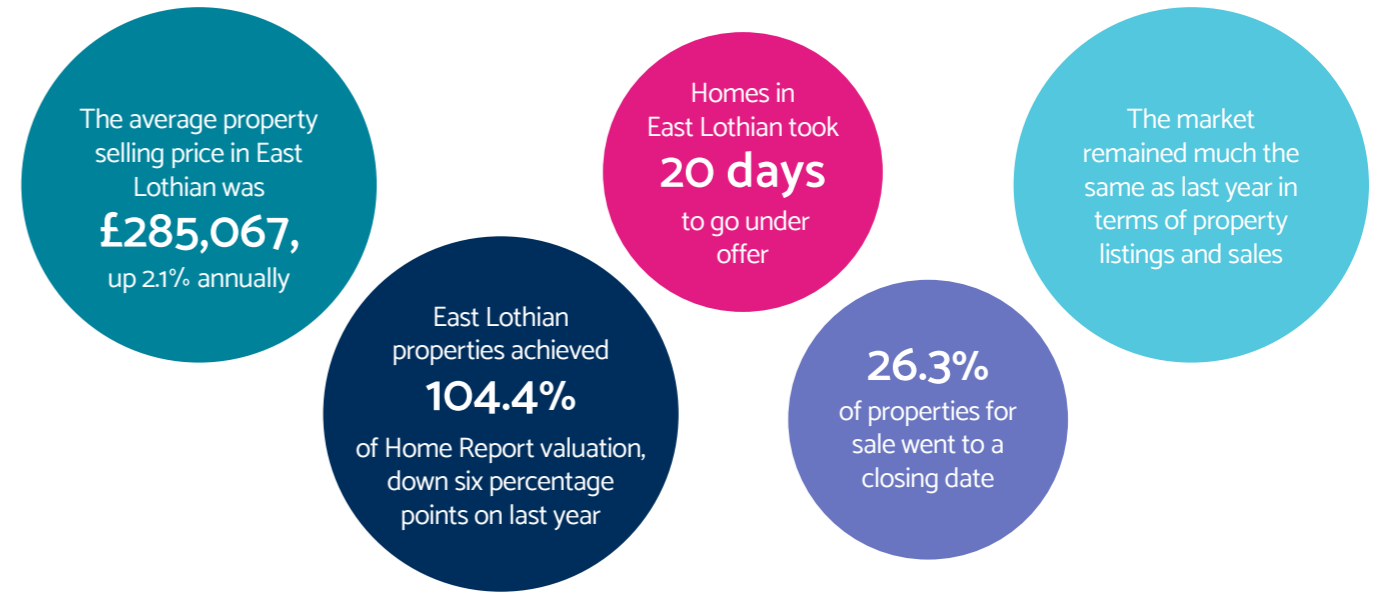 The average property
selling price in East
Lothian was
£285,067,
up 2.1% annually
East Lothian
properties achieved
104.4%
of Home Report valuation,
down six percentage
points on last year
Homes in
East Lothian took
20 days
to go under
offer
26.3%
of properties for
sale went to a
closing date
The market
remained much the
same as last year in
terms of property
listings and sales